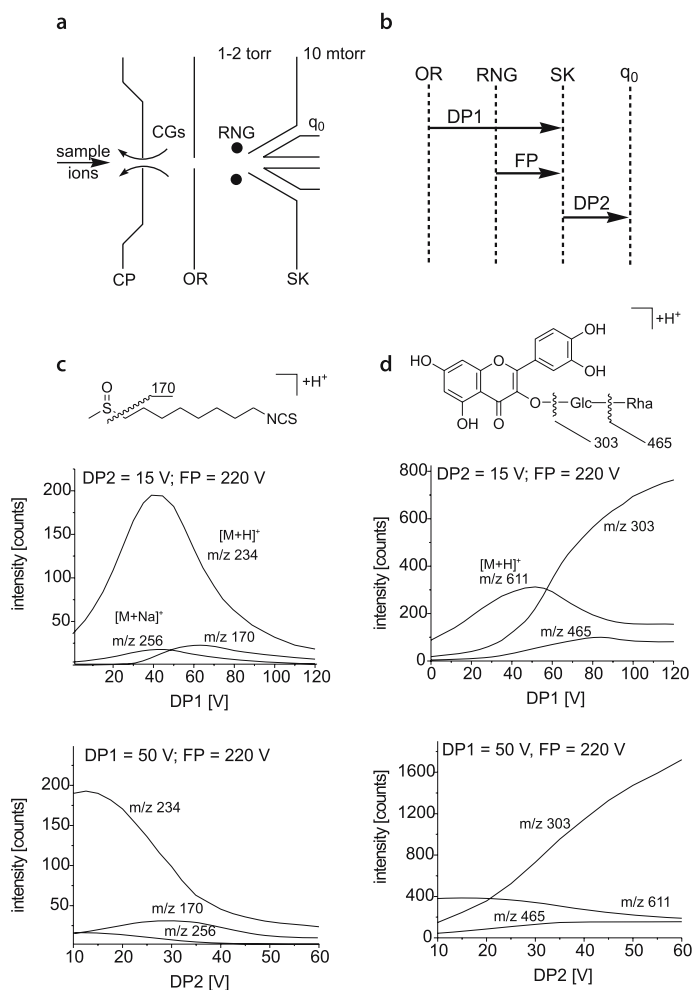 a
1-2 torr
10 mtorr
CGs
RNG
q0
sample
ions
CP
OR
SK
b
OR
RNG
SK
q0
DP1
FP
DP2
c
170
+H+
O
S
NCS
DP2 = 15 V; FP = 220 V
[M+H]+
m/z 234
[M+Na]+
m/z 256
m/z 170
intensity [counts]
200
150
100
50
20
40
60
80
100
120
DP1 [V]
DP1 = 50 V; FP = 220 V
m/z 234
m/z 170
m/z 256
intensity [counts]
200
150
100
50
10
20
30
40
50
60
DP2 [V]
d
+H+
OH
OH
HO
O
O
Glc
Rha
OH
O
303
465
DP2 = 15 V; FP = 220 V
m/z 303
[M+H]+
m/z 611
m/z 465
intensity [counts]
800
600
400
200
0
0
20
40
60
80
100
120
DP1 [V]
DP1 = 50 V, FP = 220 V
m/z 303
m/z 611
m/z 465
intensity [counts]
1600
1200
800
400
0
10
20
30
40
50
60
DP2 [V]